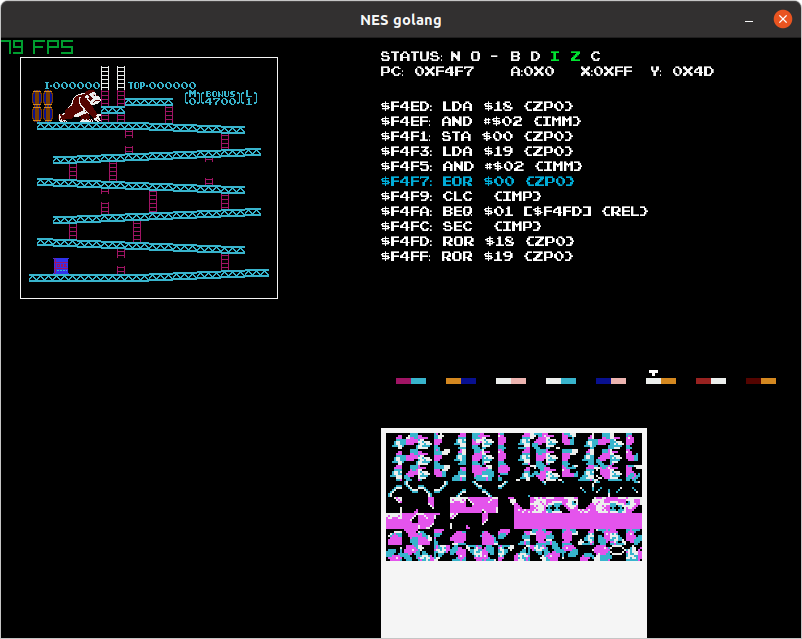 NES golang
79 FPS
STATUS: N O - B D I Z C
PC: 0XF4F7 A:0X0 X:0XFF Y: 0X4D
I-000000 TOP-000000
(M)(BONUS)(L)
(0)(4700)(1)
$F4ED: LDA $18 {ZP0}
$F4EF: AND #$02 {IMM}
$F4F1: STA $00 {ZP0}
$F4F3: LDA $19 {ZP0}
$F4F5: AND #$02 {IMM}
$F4F7: EOR $00 {ZP0}
$F4F9: CLC {IMP}
$F4FA: BEQ $01 [$F4FD] {REL}
$F4FC: SEC {IMP}
$F4FD: ROR $18 {ZP0}
$F4FF: ROR $19 {ZP0}